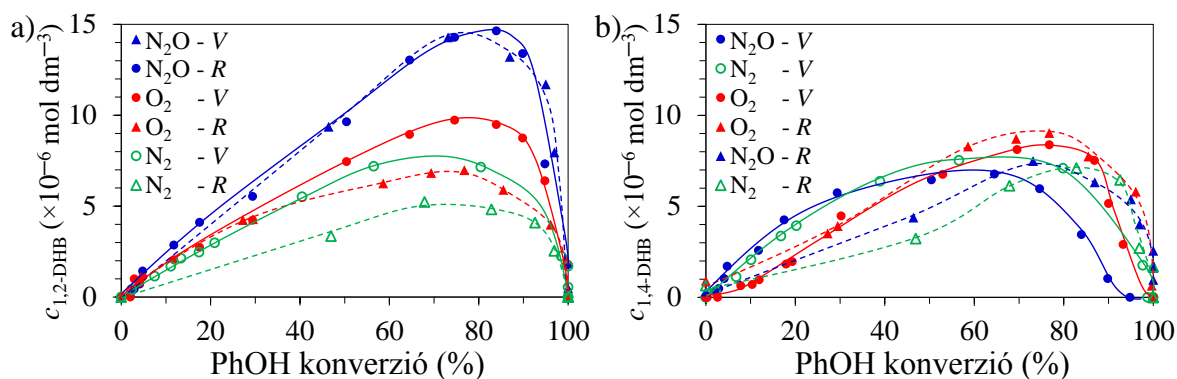 a)
c1,2-DHB (×10−6 mol dm−3)
15
10
5
0
N2O - V
N2O - R
O2 - V
O2 - R
N2 - V
N2 - R
0 20 40 60 80 100
PhOH konverzió (%)
b)
c1,4-DHB (×10−6 mol dm−3)
15
10
5
0
N2O - V
N2 - V
O2 - V
O2 - R
N2O - R
N2 - R
0 20 40 60 80 100
PhOH konverzió (%)